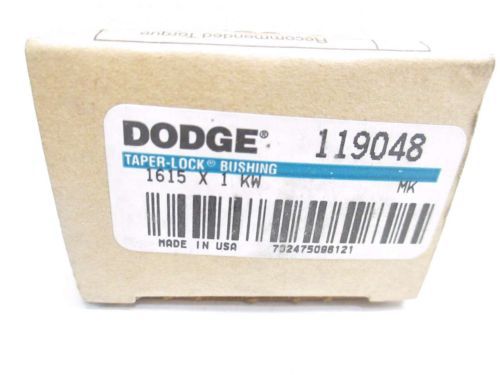 Recommended Torque
DODGE® 119048
TAPER-LOCK® BUSHING
1615 X 1 KW MK
MADE IN USA 782475098121